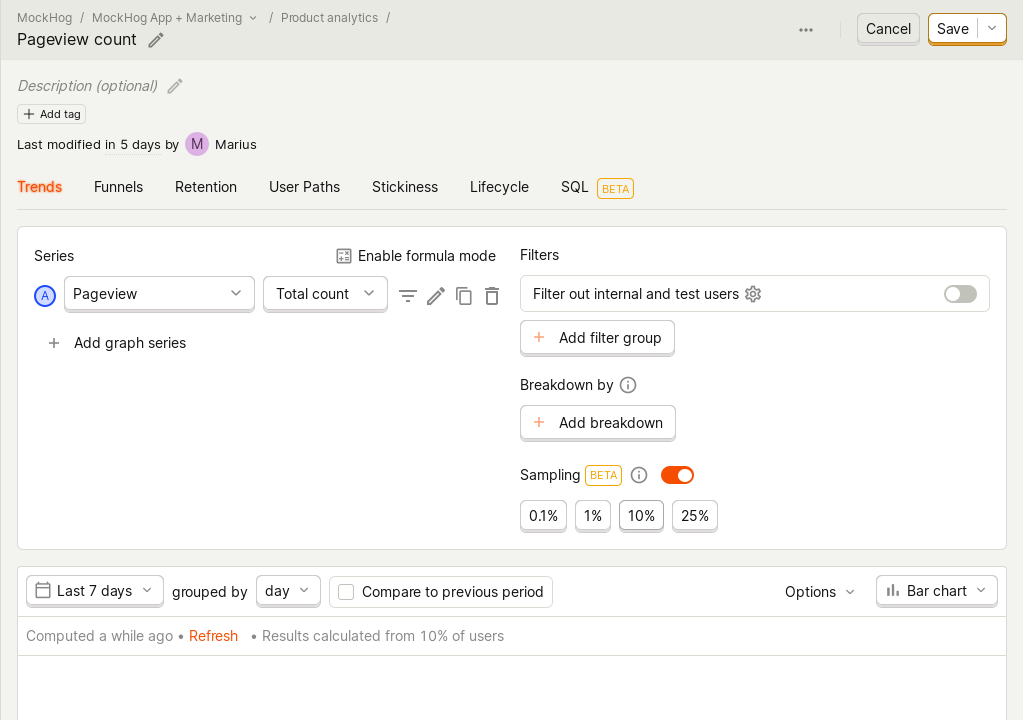 MockHog / MockHog App + Marketing / Product analytics /
Pageview count
Cancel
Save
Description (optional)
Add tag
Last modified in 5 days by M Marius
Trends Funnels Retention User Paths Stickiness Lifecycle SQL BETA
Series
Enable formula mode
A Pageview Total count
Add graph series
Filters
Filter out internal and test users
Add filter group
Breakdown by
Add breakdown
Sampling BETA
0.1% 1% 10% 25%
Last 7 days grouped by day Compare to previous period Options Bar chart
Computed a while ago • Refresh • Results calculated from 10% of users